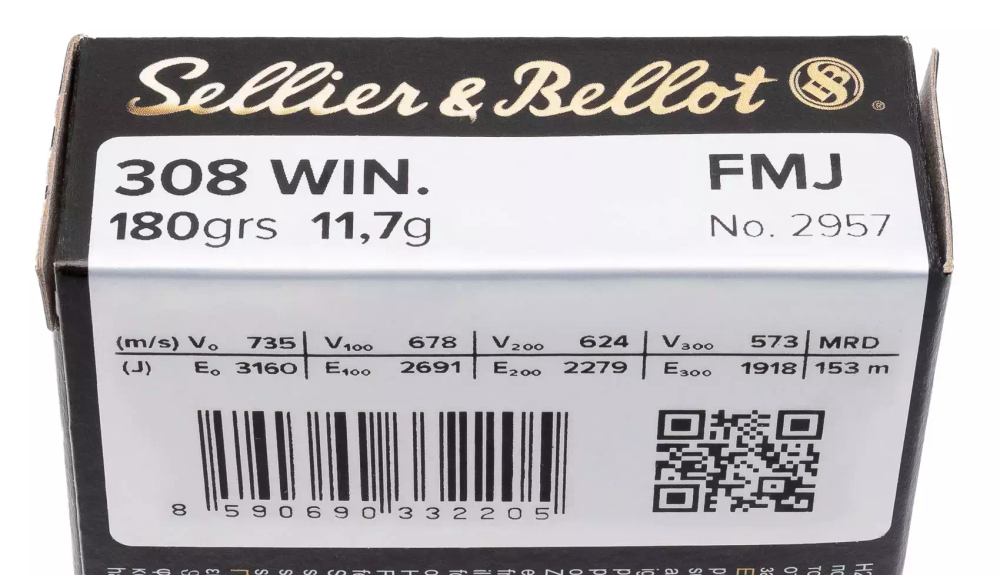 Sellier & Bellot SB ®
308 WIN. FMJ
180grs 11,7g No. 2957
(m/s) V₀ 735 V₁₀₀ 678 V₂₀₀ 624 V₃₀₀ 573 MRD
(J) E₀ 3160 E₁₀₀ 2691 E₂₀₀ 2279 E₃₀₀ 1918 153 m
8 590690 332205